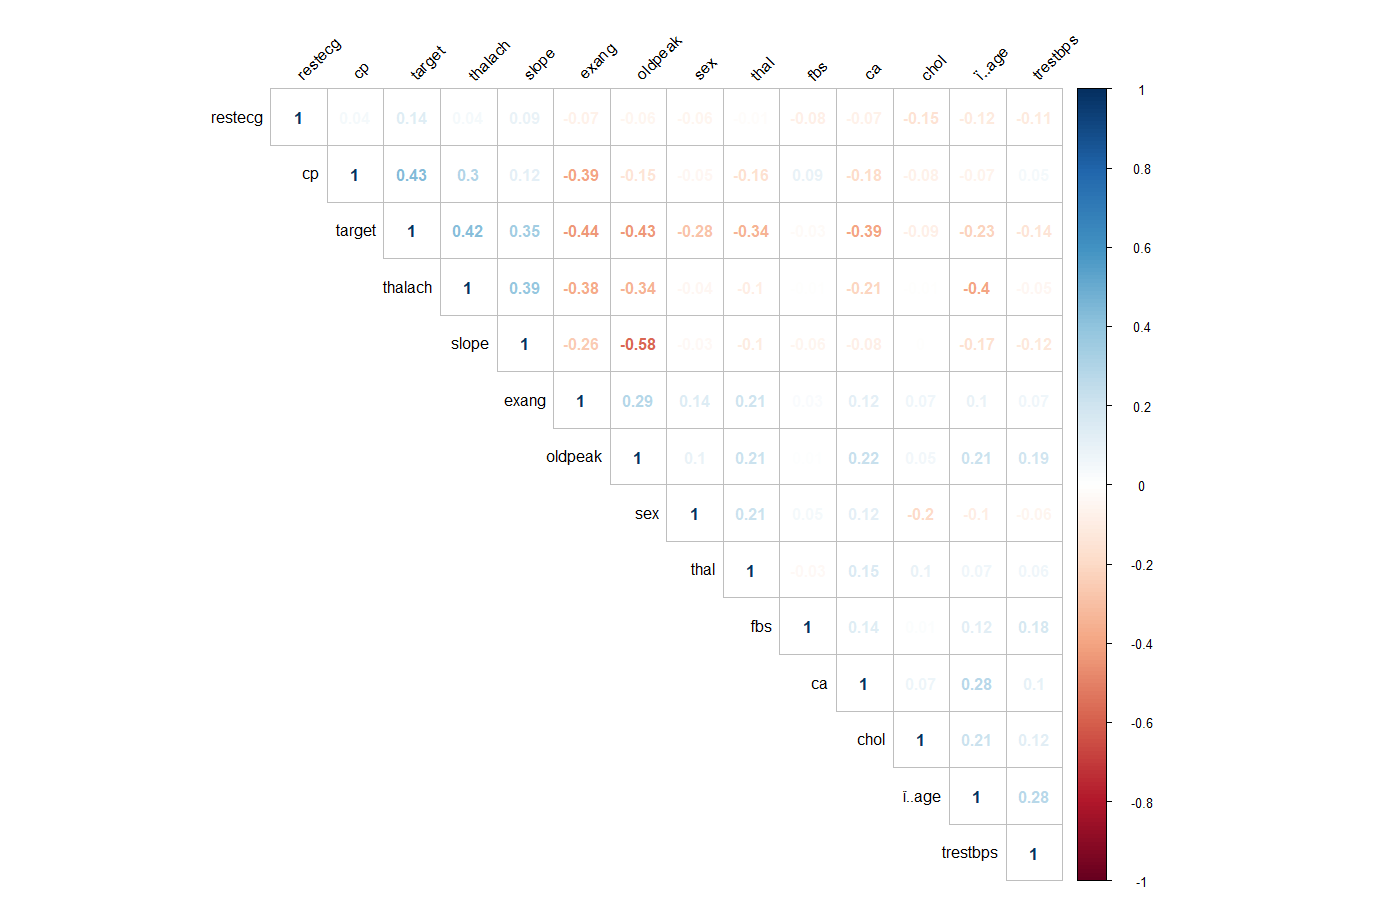 restecg cp target thalach slope exang oldpeak sex thal fbs ca chol ï..age trestbps
restecg 1 0.04 0.14 0.04 0.09 -0.07 -0.06 -0.06 -0.08 -0.07 -0.15 -0.12 -0.11 1
cp 1 0.43 0.3 0.12 -0.39 -0.15 -0.05 -0.16 0.09 -0.18 -0.08 -0.07 0.05 0.8
target 1 0.42 0.35 -0.44 -0.43 -0.28 -0.34 -0.03 -0.39 -0.09 -0.23 -0.14 0.6
thalach 1 0.39 -0.38 -0.34 -0.04 -0.1 -0.21 -0.4 -0.05
slope 1 -0.26 -0.58 -0.03 -0.1 -0.06 -0.08 -0.17 -0.12 0.4
exang 1 0.29 0.14 0.21 0.03 0.12 0.07 0.1 0.07 0.2
oldpeak 1 0.1 0.21 0.22 0.05 0.21 0.19 0
sex 1 0.21 0.05 0.12 -0.2 -0.1 -0.06
thal 1 -0.03 0.15 0.1 0.07 0.06 -0.2
fbs 1 0.14 0.01 0.12 0.18 -0.4
ca 1 0.07 0.28 0.1
chol 1 0.21 0.12 -0.6
ï..age 1 0.28 -0.8
trestbps 1
-1